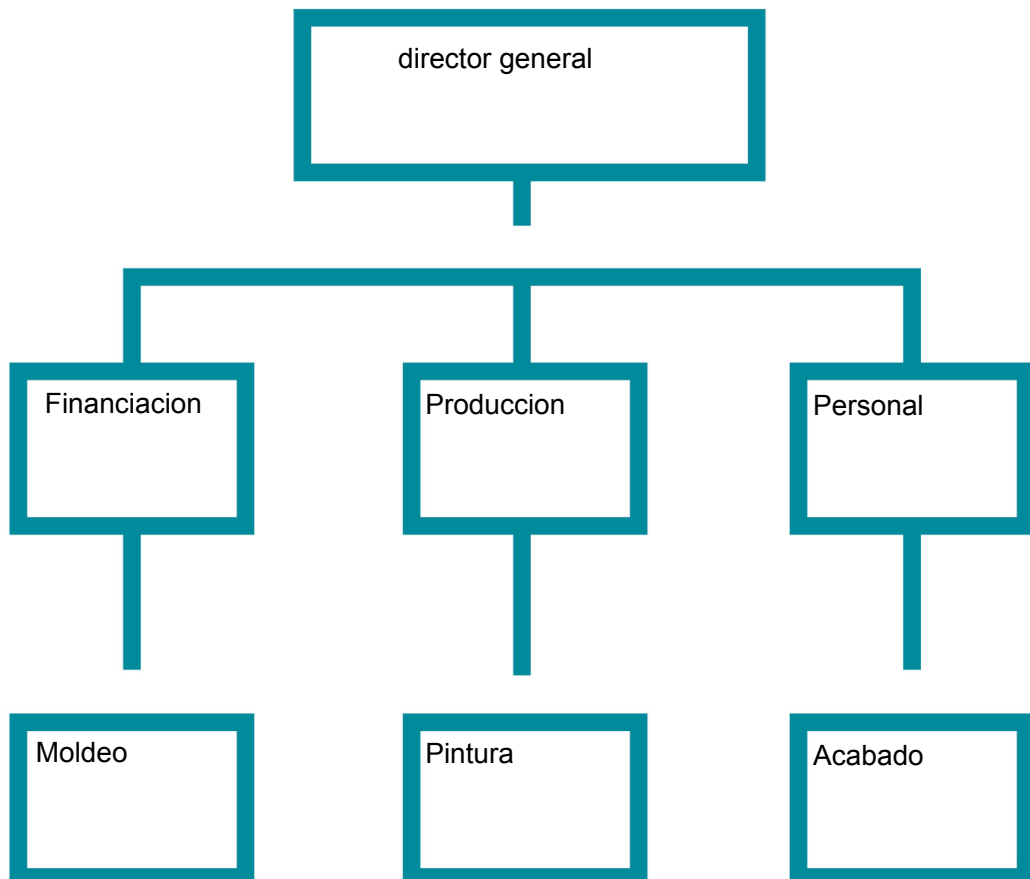 director general
Financiacion
Produccion
Personal
Moldeo
Pintura
Acabado